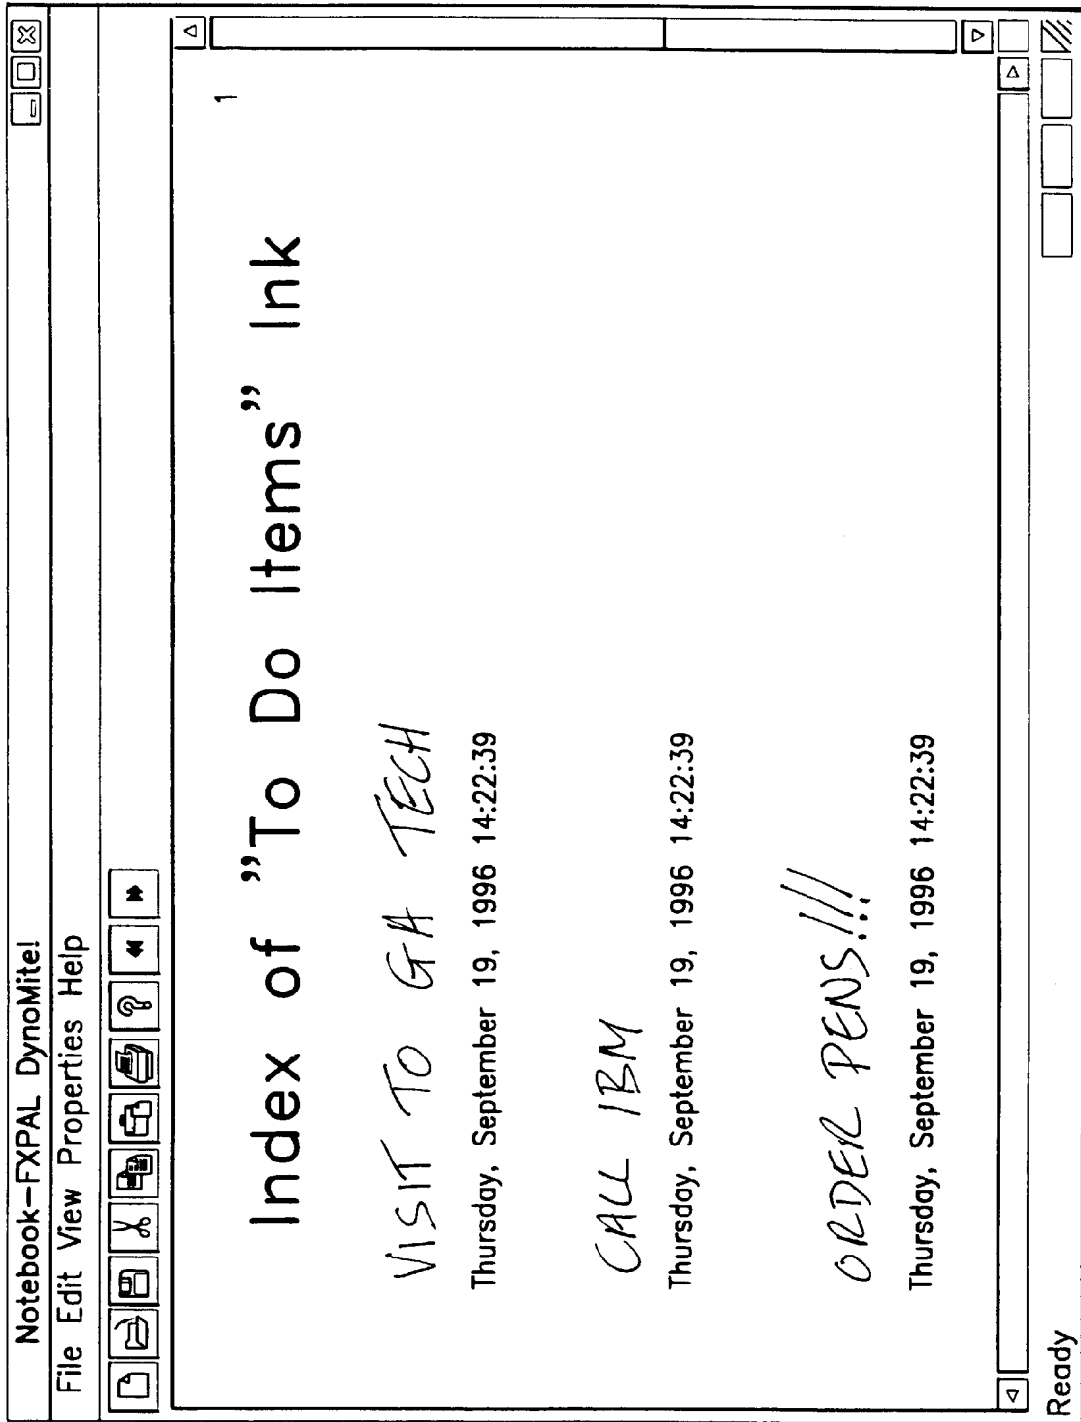 Notebook-FXPAL DynoMite!
File Edit View Properties Help
1
Index of "To Do Items" Ink
VISIT TO GA TECH
Thursday, September 19, 1996 14:22:39
CALL IBM
Thursday, September 19, 1996 14:22:39
ORDER PENS!!!
Thursday, September 19, 1996 14:22:39
Ready